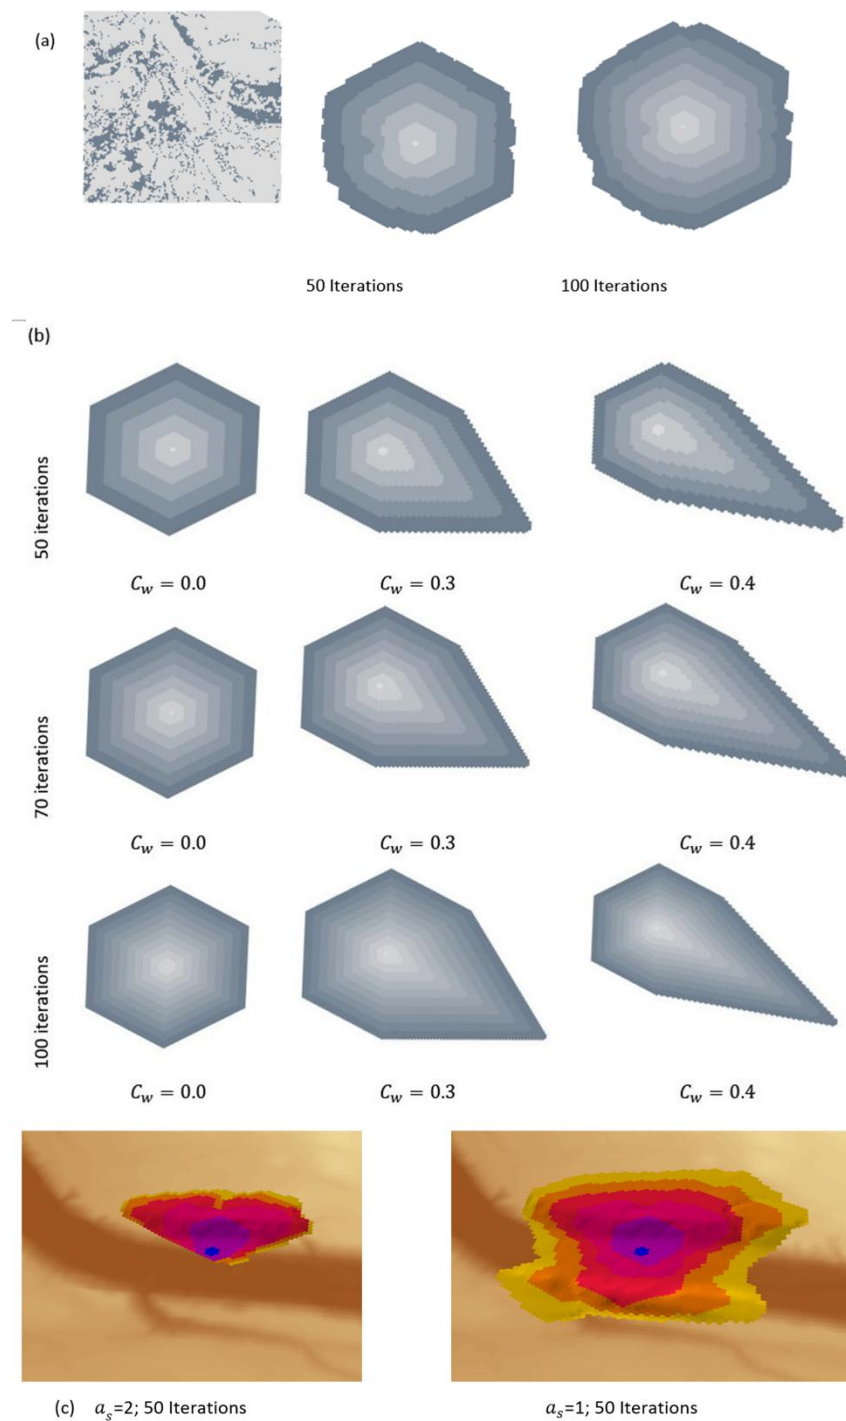 (a)
50 Iterations 100 Iterations
(b)
50 iterations
C_w = 0.0 C_w = 0.3 C_w = 0.4
70 iterations
C_w = 0.0 C_w = 0.3 C_w = 0.4
100 iterations
C_w = 0.0 C_w = 0.3 C_w = 0.4
(c) a_s=2; 50 Iterations a_s=1; 50 Iterations